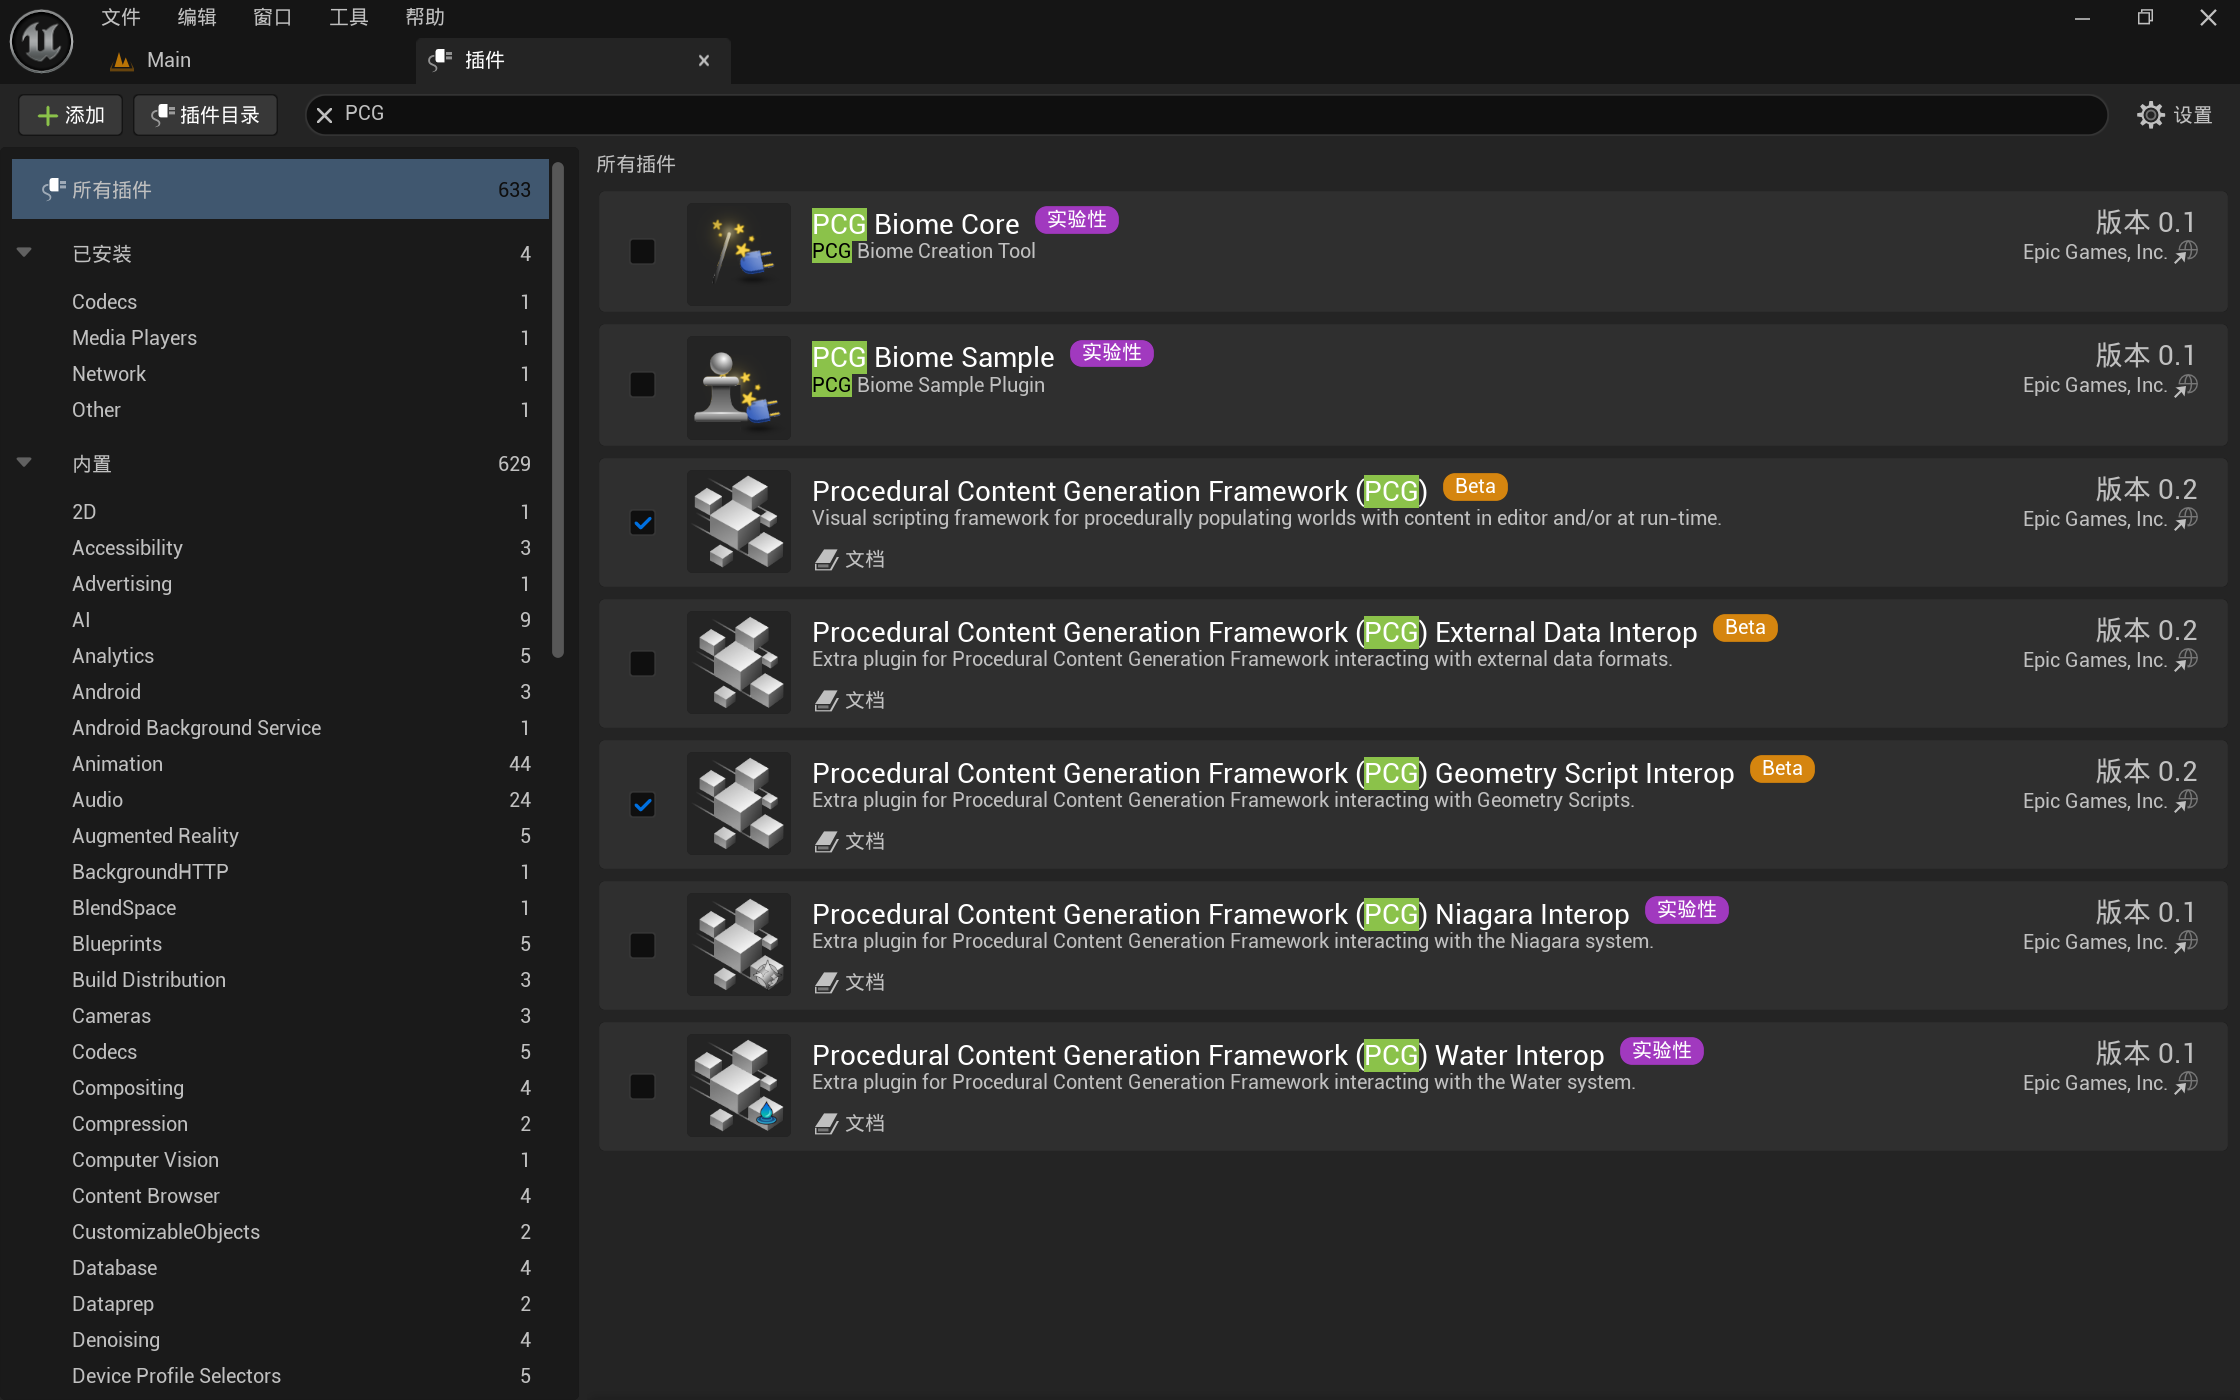 文件 编辑 窗口 工具 帮助
Main
插件
添加
插件目录
PCG
设置
所有插件 633
已安装 4
Codecs 1
Media Players 1
Network 1
Other 1
内置 629
2D 1
Accessibility 3
Advertising 1
AI 9
Analytics 5
Android 3
Android Background Service 1
Animation 44
Audio 24
Augmented Reality 5
BackgroundHTTP 1
BlendSpace 1
Blueprints 5
Build Distribution 3
Cameras 3
Codecs 5
Compositing 4
Compression 2
Computer Vision 1
Content Browser 4
CustomizableObjects 2
Database 4
Dataprep 2
Denoising 4
Device Profile Selectors 5
所有插件
PCG Biome Core 实验性 版本 0.1
PCG Biome Creation Tool Epic Games, Inc.
PCG Biome Sample 实验性 版本 0.1
PCG Biome Sample Plugin Epic Games, Inc.
Procedural Content Generation Framework (PCG) Beta 版本 0.2
Visual scripting framework for procedurally populating worlds with content in editor and/or at run-time. Epic Games, Inc.
文档
Procedural Content Generation Framework (PCG) External Data Interop Beta 版本 0.2
Extra plugin for Procedural Content Generation Framework interacting with external data formats. Epic Games, Inc.
文档
Procedural Content Generation Framework (PCG) Geometry Script Interop Beta 版本 0.2
Extra plugin for Procedural Content Generation Framework interacting with Geometry Scripts. Epic Games, Inc.
文档
Procedural Content Generation Framework (PCG) Niagara Interop 实验性 版本 0.1
Extra plugin for Procedural Content Generation Framework interacting with the Niagara system. Epic Games, Inc.
文档
Procedural Content Generation Framework (PCG) Water Interop 实验性 版本 0.1
Extra plugin for Procedural Content Generation Framework interacting with the Water system. Epic Games, Inc.
文档